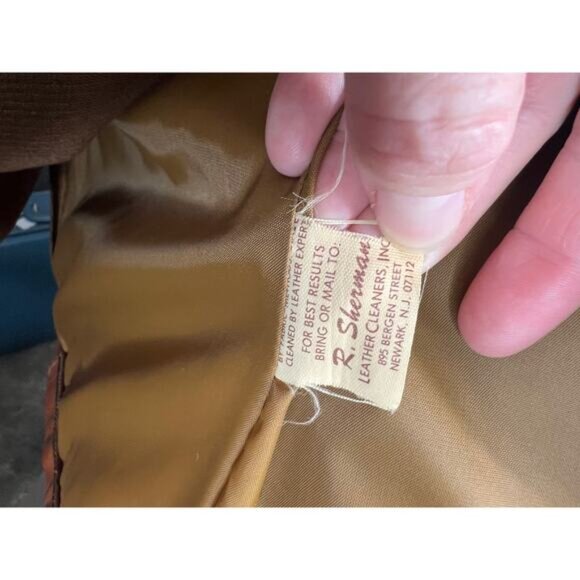 CLEANED BY LEATHER EXPERT
FOR BEST RESULTS
BRING OR MAIL TO:
R. Sherman
LEATHER CLEANERS, INC
895 BERGEN STREET
NEWARK, N.J. 07112